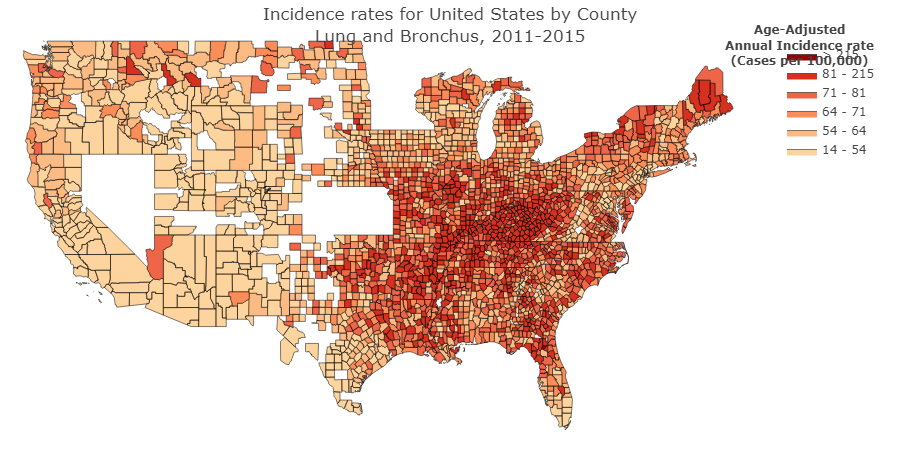 Incidence rates for United States by County
Lung and Bronchus, 2011-2015
Age-Adjusted
Annual Incidence rate
(Cases per 100,000)
> 215
81 - 215
71 - 81
64 - 71
54 - 64
14 - 54